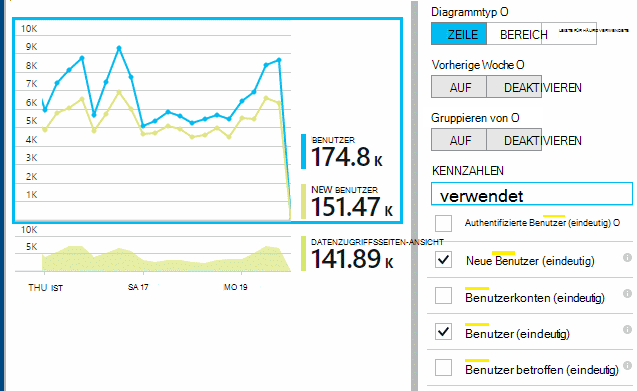 10K
9K
8K
7K
6K
5K
4K
3K
2K
1K
BENUTZER
174.8 K
NEW BENUTZER
151.47 K
DATENZUGRIFFSSEITEN-ANSICHT
141.89 K
10K
5K
THU IST
SA 17
MO 19
Diagrammtyp O
ZEILE BEREICH
Vorherige Woche O
AUF DEAKTIVIEREN
Gruppieren von O
AUF DEAKTIVIEREN
KENNZAHLEN
verwendet
Authentifizierte Benutzer (eindeutig) O
Neue Benutzer (eindeutig)
Benutzerkonten (eindeutig)
Benutzer (eindeutig)
Benutzer betroffen (eindeutig)